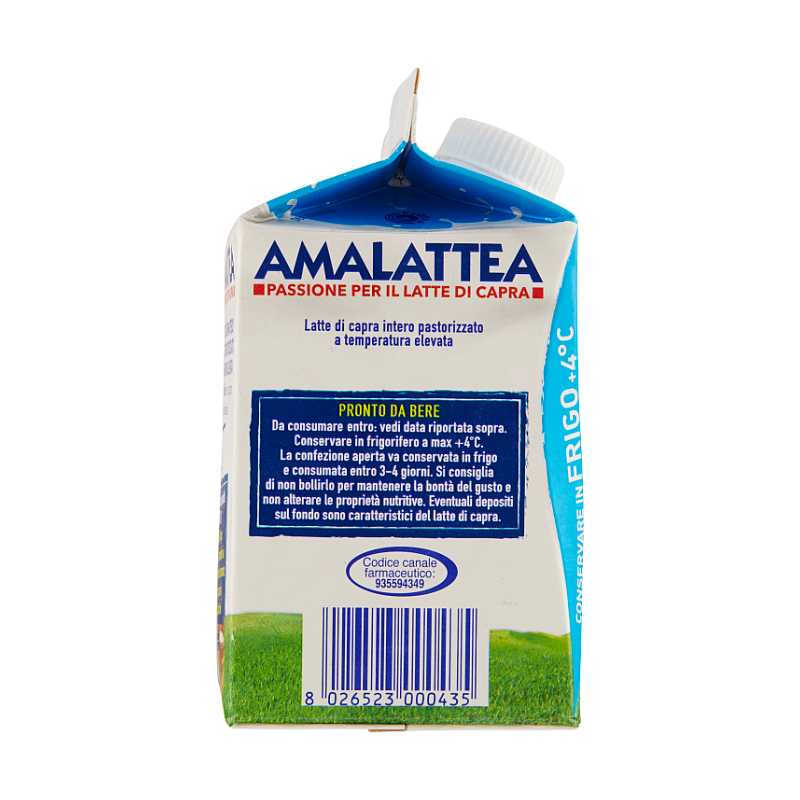 AMALATTEA
PASSIONE PER IL LATTE DI CAPRA
Latte di capra intero pastorizzato
a temperatura elevata
PRONTO DA BERE
Da consumare entro: vedi data riportata sopra.
Conservare in frigorifero a max +4°C.
La confezione aperta va conservata in frigo
e consumata entro 3-4 giorni. Si consiglia
di non bollirlo per mantenere la bontà del gusto e
non alterare le proprietà nutritive. Eventuali depositi
sul fondo sono caratteristici del latte di capra.
Codice canale
farmaceutico:
935594349
8 026523 000435
CONSERVARE IN FRIGO +4°C